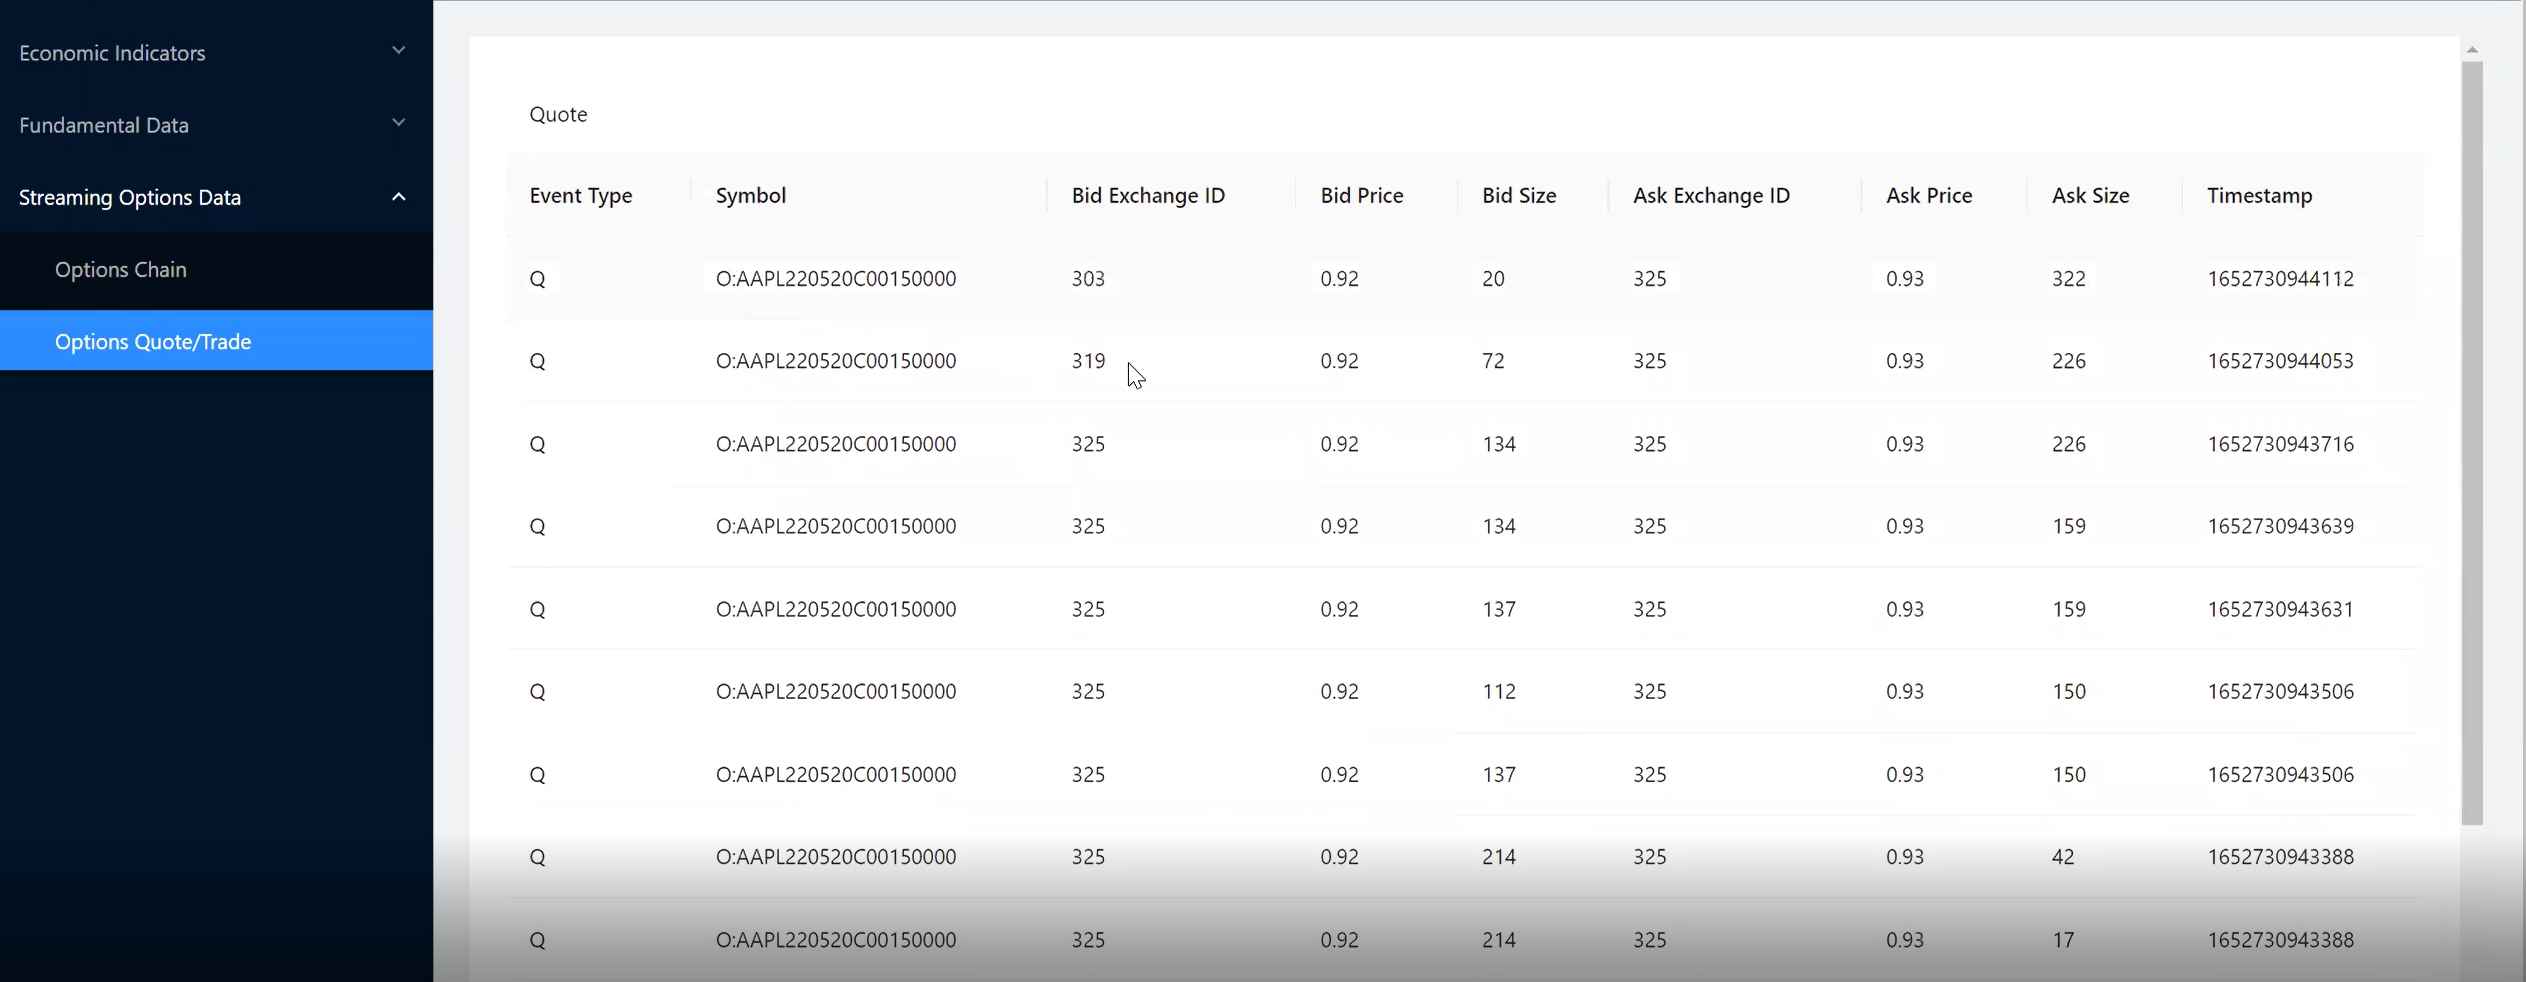 Economic Indicators
Fundamental Data
Streaming Options Data
Options Chain
Options Quote/Trade
Quote
Event Type Symbol Bid Exchange ID Bid Price Bid Size Ask Exchange ID Ask Price Ask Size Timestamp
Q O:AAPL220520C00150000 303 0.92 20 325 0.93 322 1652730944112
Q O:AAPL220520C00150000 319 0.92 72 325 0.93 226 1652730944053
Q O:AAPL220520C00150000 325 0.92 134 325 0.93 226 1652730943716
Q O:AAPL220520C00150000 325 0.92 134 325 0.93 159 1652730943639
Q O:AAPL220520C00150000 325 0.92 137 325 0.93 159 1652730943631
Q O:AAPL220520C00150000 325 0.92 112 325 0.93 150 1652730943506
Q O:AAPL220520C00150000 325 0.92 137 325 0.93 150 1652730943506
Q O:AAPL220520C00150000 325 0.92 214 325 0.93 42 1652730943388
Q O:AAPL220520C00150000 325 0.92 214 325 0.93 17 1652730943388